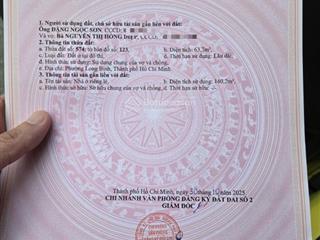 1. Người sử dụng đất, chủ sở hữu tài sản gắn liền với đất:
Ông ĐẶNG NGỌC SƠN, CCCD:
Và vợ: Bà NGUYỄN THỊ HỒNG DIỆP, CCCD:
2. Thông tin thửa đất:
a. Thửa đất số: 574; tờ bản đồ số: 123, b. Diện tích: 63,7m²
c. Loại đất: Đất ở tại đô thị, d. Thời hạn sử dụng: Lâu dài,
đ. Hình thức sử dụng: Sử dụng chung của vợ và chồng,
e. Địa chỉ: Phường Long Bình, Thành phố Hồ Chí Minh.
3. Thông tin tài sản gắn liền với đất:
a. Tên tài sản: Nhà ở riêng lẻ, b. Diện tích sử dụng: 160,2m²,
c. Hình thức sở hữu: Sở hữu chung của vợ và chồng, d. Thời hạn sở hữu: -/-
Thành phố Hồ Chí Minh, ngày tháng 10 năm 2025
CHI NHÁNH VĂN PHÒNG ĐĂNG KÝ ĐẤT ĐAI SỐ 2
GIÁM ĐỐC